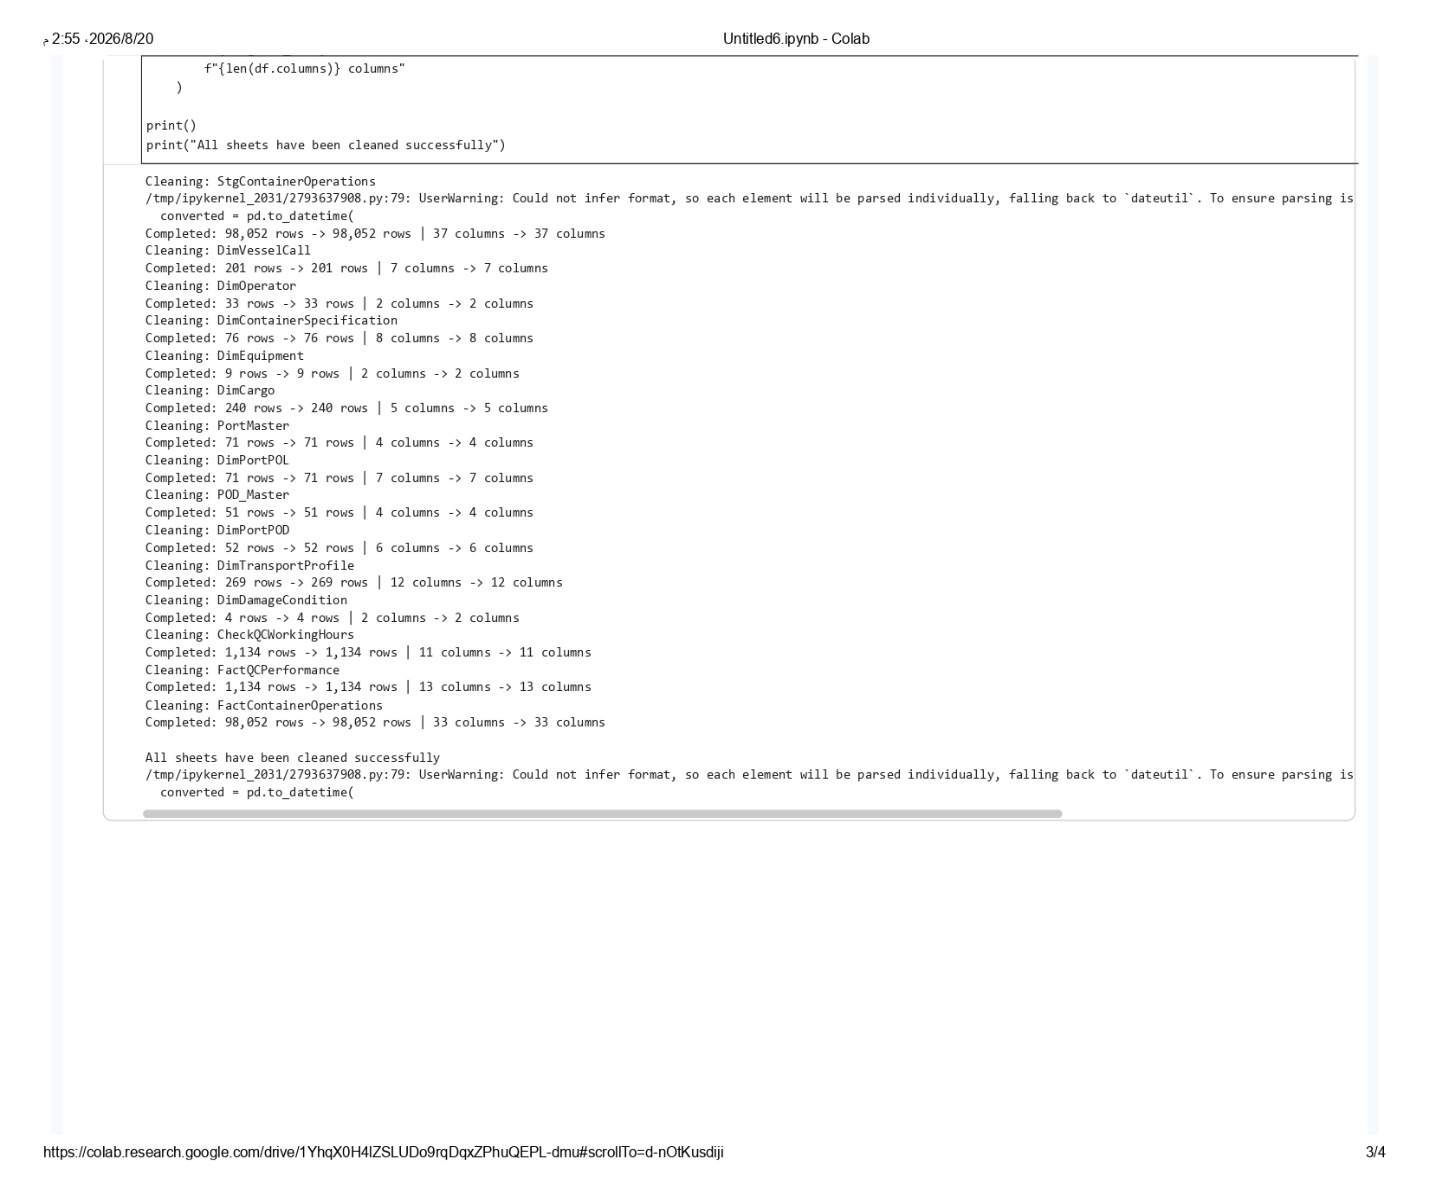 2026/8/20، 2:55 م
Untitled6.ipynb - Colab
f"{len(df.columns)} columns"
)
print()
print("All sheets have been cleaned successfully")
Cleaning: StgContainerOperations
/tmp/ipykernel_2031/2793637908.py:79: UserWarning: Could not infer format, so each element will be parsed individually, falling back to `dateutil`. To ensure parsing is
converted = pd.to_datetime(
Completed: 98,052 rows -> 98,052 rows | 37 columns -> 37 columns
Cleaning: DimVesselCall
Completed: 201 rows -> 201 rows | 7 columns -> 7 columns
Cleaning: DimOperator
Completed: 33 rows -> 33 rows | 2 columns -> 2 columns
Cleaning: DimContainerSpecification
Completed: 76 rows -> 76 rows | 8 columns -> 8 columns
Cleaning: DimEquipment
Completed: 9 rows -> 9 rows | 2 columns -> 2 columns
Cleaning: DimCargo
Completed: 240 rows -> 240 rows | 5 columns -> 5 columns
Cleaning: PortMaster
Completed: 71 rows -> 71 rows | 4 columns -> 4 columns
Cleaning: DimPortPOL
Completed: 71 rows -> 71 rows | 7 columns -> 7 columns
Cleaning: POD_Master
Completed: 51 rows -> 51 rows | 4 columns -> 4 columns
Cleaning: DimPortPOD
Completed: 52 rows -> 52 rows | 6 columns -> 6 columns
Cleaning: DimTransportProfile
Completed: 269 rows -> 269 rows | 12 columns -> 12 columns
Cleaning: DimDamageCondition
Completed: 4 rows -> 4 rows | 2 columns -> 2 columns
Cleaning: CheckQCWorkingHours
Completed: 1,134 rows -> 1,134 rows | 11 columns -> 11 columns
Cleaning: FactQCPerformance
Completed: 1,134 rows -> 1,134 rows | 13 columns -> 13 columns
Cleaning: FactContainerOperations
Completed: 98,052 rows -> 98,052 rows | 33 columns -> 33 columns
All sheets have been cleaned successfully
/tmp/ipykernel_2031/2793637908.py:79: UserWarning: Could not infer format, so each element will be parsed individually, falling back to `dateutil`. To ensure parsing is
converted = pd.to_datetime(
https://colab.research.google.com/drive/1YhqX0H4lZSLUDo9rqDqxZPhuQEPL-dmu#scrollTo=d-nOtKusdiji
3/4